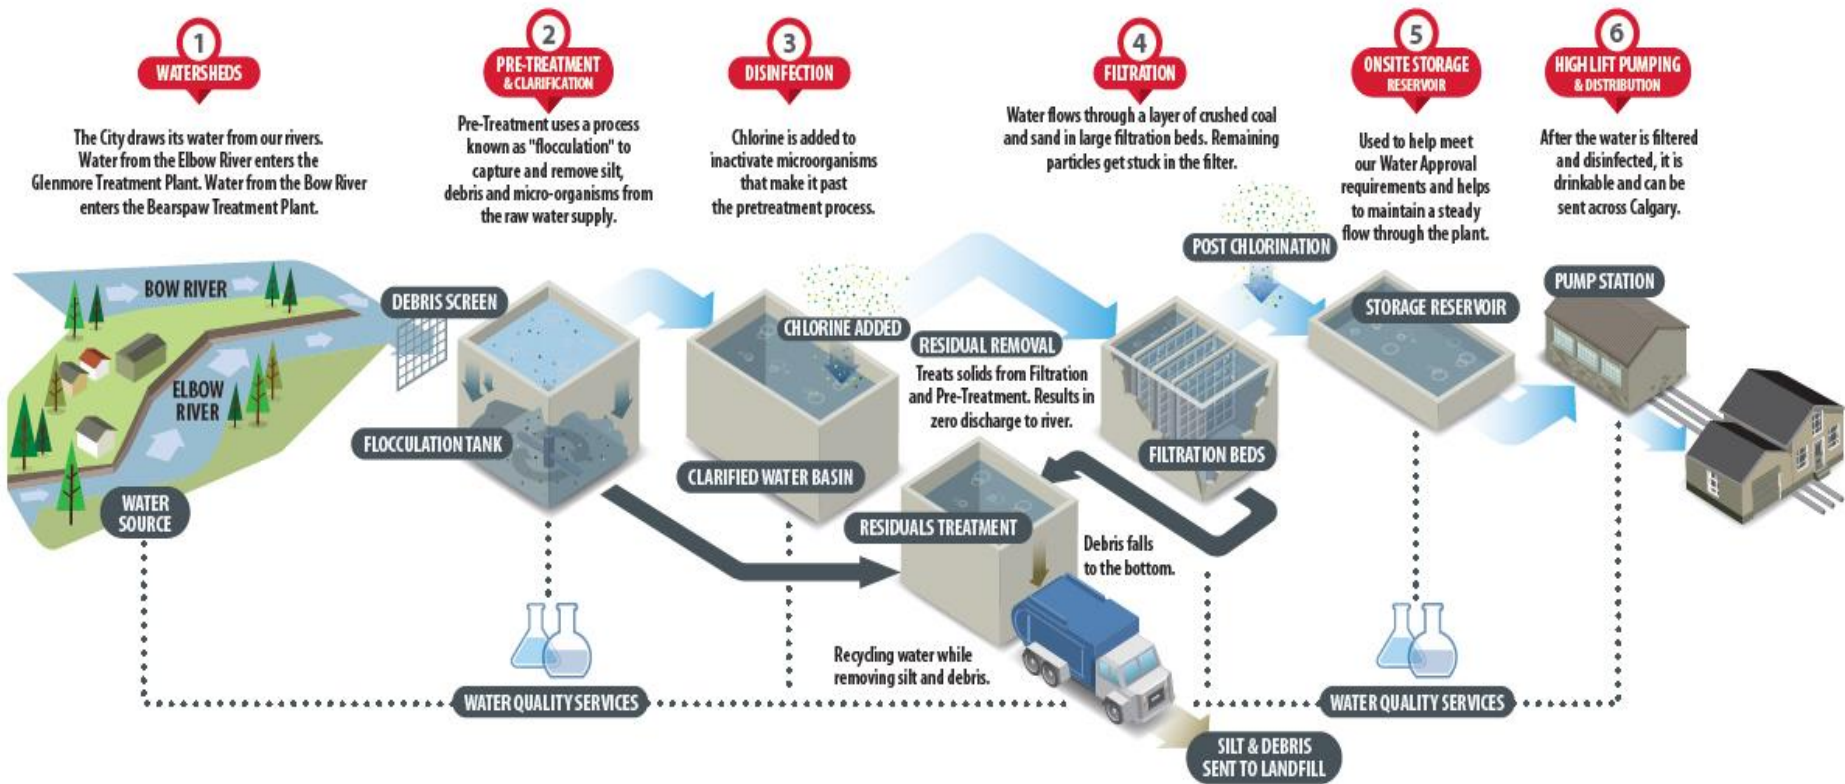 1
WATERSHEDS
The City draws its water from our rivers.
Water from the Elbow River enters the
Glenmore Treatment Plant. Water from the Bow River
enters the Bearspaw Treatment Plant.
2
PRE-TREATMENT
& CLARIFICATION
Pre-Treatment uses a process
known as "flocculation" to
capture and remove silt,
debris and micro-organisms from
the raw water supply.
3
DISINFECTION
Chlorine is added to
inactivate microorganisms
that make it past
the pretreatment process.
4
FILTRATION
Water flows through a layer of crushed coal
and sand in large filtration beds. Remaining
particles get stuck in the filter.
5
ONSITE STORAGE
RESERVOIR
Used to help meet
our Water Approval
requirements and helps
to maintain a steady
flow through the plant.
6
HIGH LIFT PUMPING
& DISTRIBUTION
After the water is filtered
and disinfected, it is
drinkable and can be
sent across Calgary.
BOW RIVER
ELBOW
RIVER
WATER
SOURCE
DEBRIS SCREEN
FLOCCULATION TANK
CHLORINE ADDED
CLARIFIED WATER BASIN
RESIDUAL REMOVAL
Treats solids from Filtration
and Pre-Treatment. Results in
zero discharge to river.
RESIDUALS TREATMENT
Debris falls
to the bottom.
POST CHLORINATION
FILTRATION BEDS
STORAGE RESERVOIR
PUMP STATION
Recycling water while
removing silt and debris.
WATER QUALITY SERVICES
WATER QUALITY SERVICES
SILT & DEBRIS
SENT TO LANDFILL